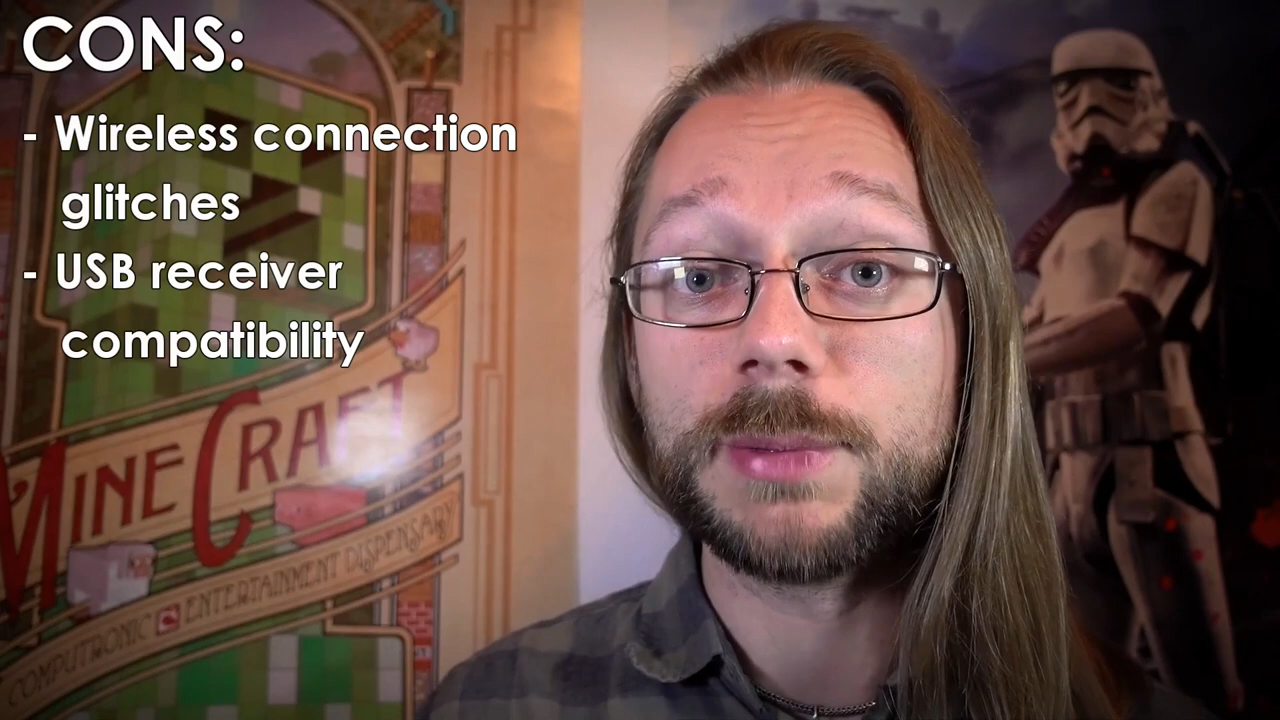 CONS:
- Wireless connection
glitches
- USB receiver
compatibility
MINECRAFT
COMPUTRONIC ENTERTAINMENT DISPENSARY